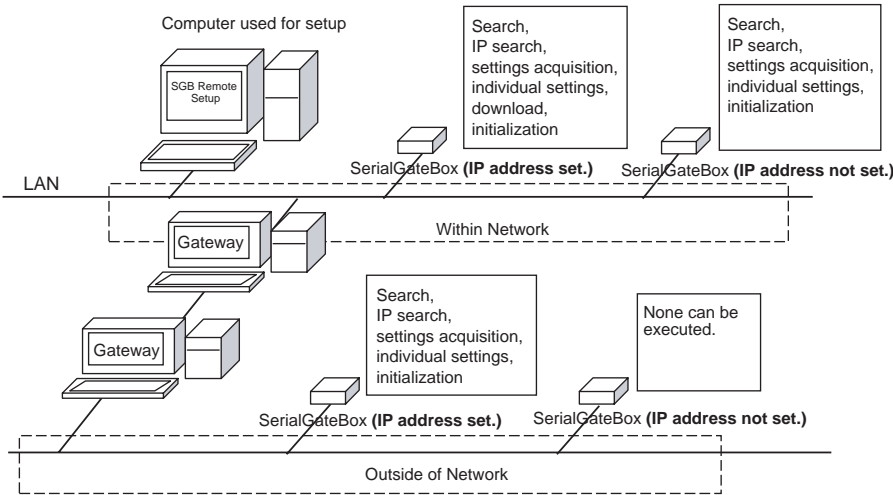 Computer used for setup
SGB Remote
Setup
Search,
IP search,
settings acquisition,
individual settings,
download,
initialization
Search,
IP search,
settings acquisition,
individual settings,
initialization
SerialGateBox (IP address set.)
SerialGateBox (IP address not set.)
LAN
Within Network
Gateway
Gateway
Search,
IP search,
settings acquisition,
individual settings,
initialization
None can be
executed.
SerialGateBox (IP address set.)
SerialGateBox (IP address not set.)
Outside of Network